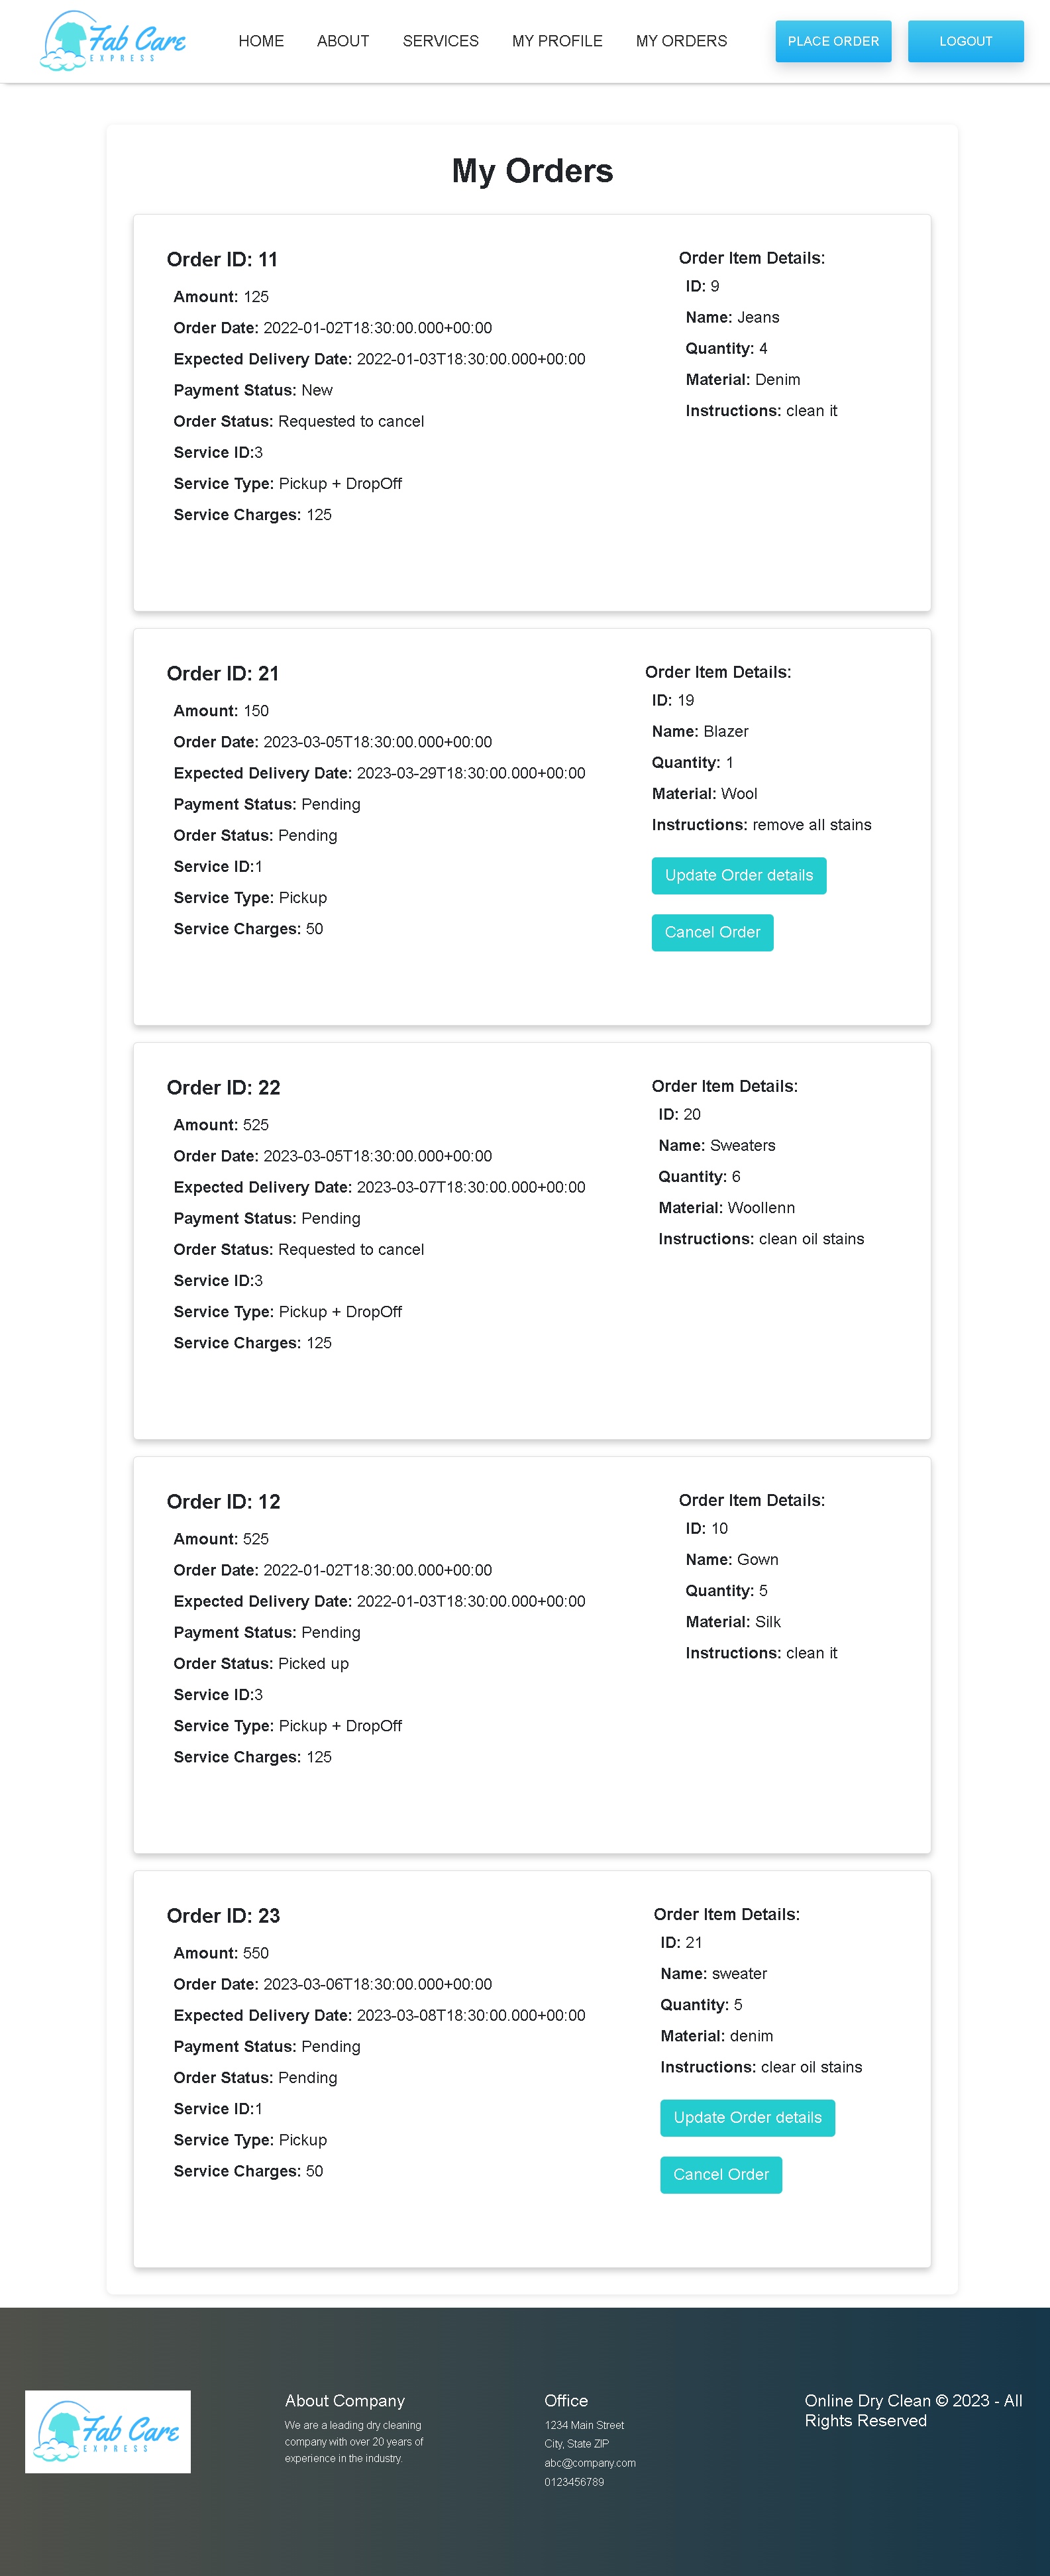 Fab Care
EXPRESS
HOME ABOUT SERVICES MY PROFILE MY ORDERS PLACE ORDER LOGOUT
My Orders
Order ID: 11
Amount: 125
Order Date: 2022-01-02T18:30:00.000+00:00
Expected Delivery Date: 2022-01-03T18:30:00.000+00:00
Payment Status: New
Order Status: Requested to cancel
Service ID:3
Service Type: Pickup + DropOff
Service Charges: 125
Order Item Details:
ID: 9
Name: Jeans
Quantity: 4
Material: Denim
Instructions: clean it
Order ID: 21
Amount: 150
Order Date: 2023-03-05T18:30:00.000+00:00
Expected Delivery Date: 2023-03-29T18:30:00.000+00:00
Payment Status: Pending
Order Status: Pending
Service ID:1
Service Type: Pickup
Service Charges: 50
Order Item Details:
ID: 19
Name: Blazer
Quantity: 1
Material: Wool
Instructions: remove all stains
Update Order details
Cancel Order
Order ID: 22
Amount: 525
Order Date: 2023-03-05T18:30:00.000+00:00
Expected Delivery Date: 2023-03-07T18:30:00.000+00:00
Payment Status: Pending
Order Status: Requested to cancel
Service ID:3
Service Type: Pickup + DropOff
Service Charges: 125
Order Item Details:
ID: 20
Name: Sweaters
Quantity: 6
Material: Woollenn
Instructions: clean oil stains
Order ID: 12
Amount: 525
Order Date: 2022-01-02T18:30:00.000+00:00
Expected Delivery Date: 2022-01-03T18:30:00.000+00:00
Payment Status: Pending
Order Status: Picked up
Service ID:3
Service Type: Pickup + DropOff
Service Charges: 125
Order Item Details:
ID: 10
Name: Gown
Quantity: 5
Material: Silk
Instructions: clean it
Order ID: 23
Amount: 550
Order Date: 2023-03-06T18:30:00.000+00:00
Expected Delivery Date: 2023-03-08T18:30:00.000+00:00
Payment Status: Pending
Order Status: Pending
Service ID:1
Service Type: Pickup
Service Charges: 50
Order Item Details:
ID: 21
Name: sweater
Quantity: 5
Material: denim
Instructions: clear oil stains
Update Order details
Cancel Order
Fab Care
EXPRESS
About Company
We are a leading dry cleaning
company with over 20 years of
experience in the industry.
Office
1234 Main Street
City, State ZIP
abc@company.com
0123456789
Online Dry Clean © 2023 - All
Rights Reserved